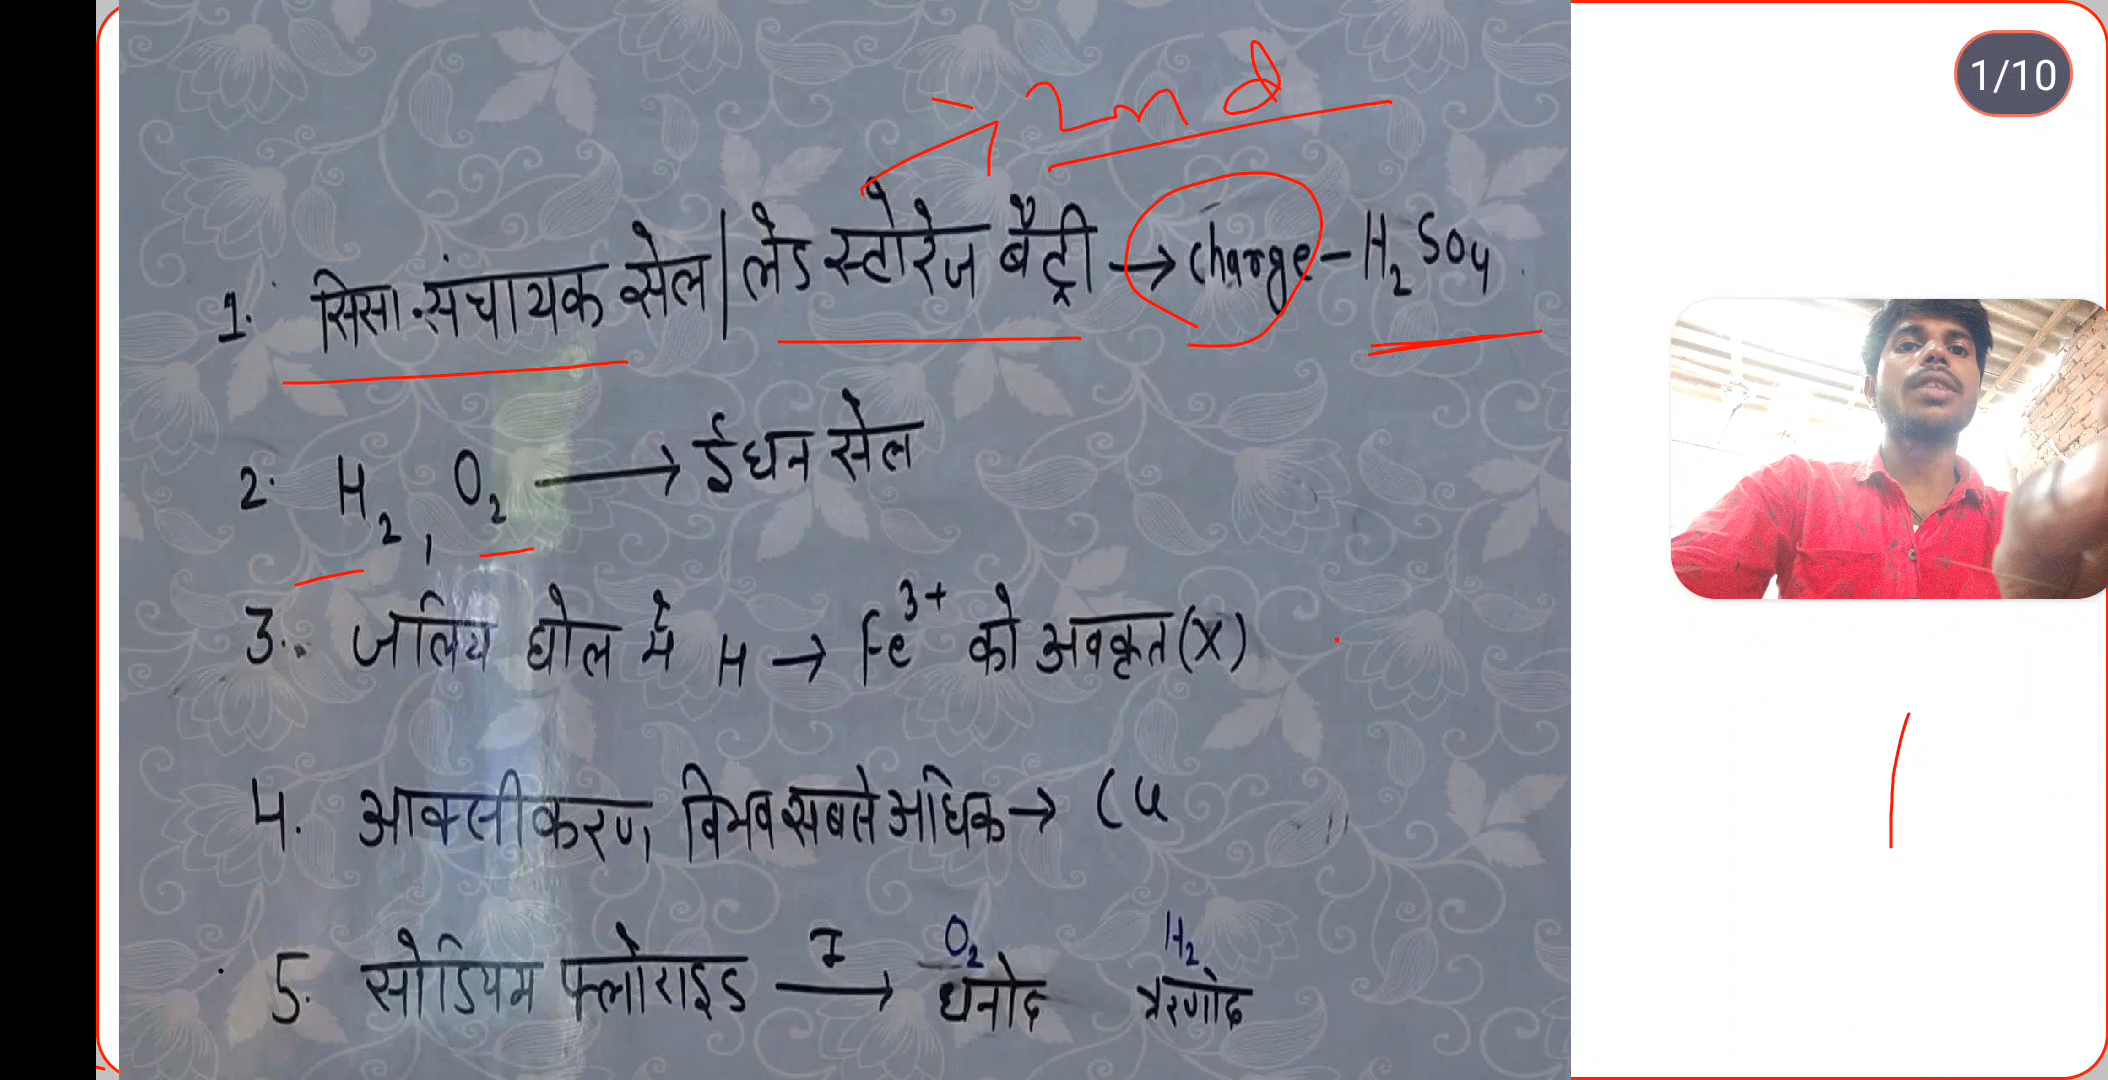 1/10
2nd
1. सिसा संचायक सेल | लेड स्टोरेज बैट्री → charge - H₂SO₄
2. H₂, O₂ → ईधन सेल
3. जलिय घोल मे H → Fe³⁺ को अवकृत (X)
4. आक्सीकरण विभव सबसे अधिक → Cu
5. सोडियम फ्लोराइड —I→ O₂ धनोद H₂ ऋणोद